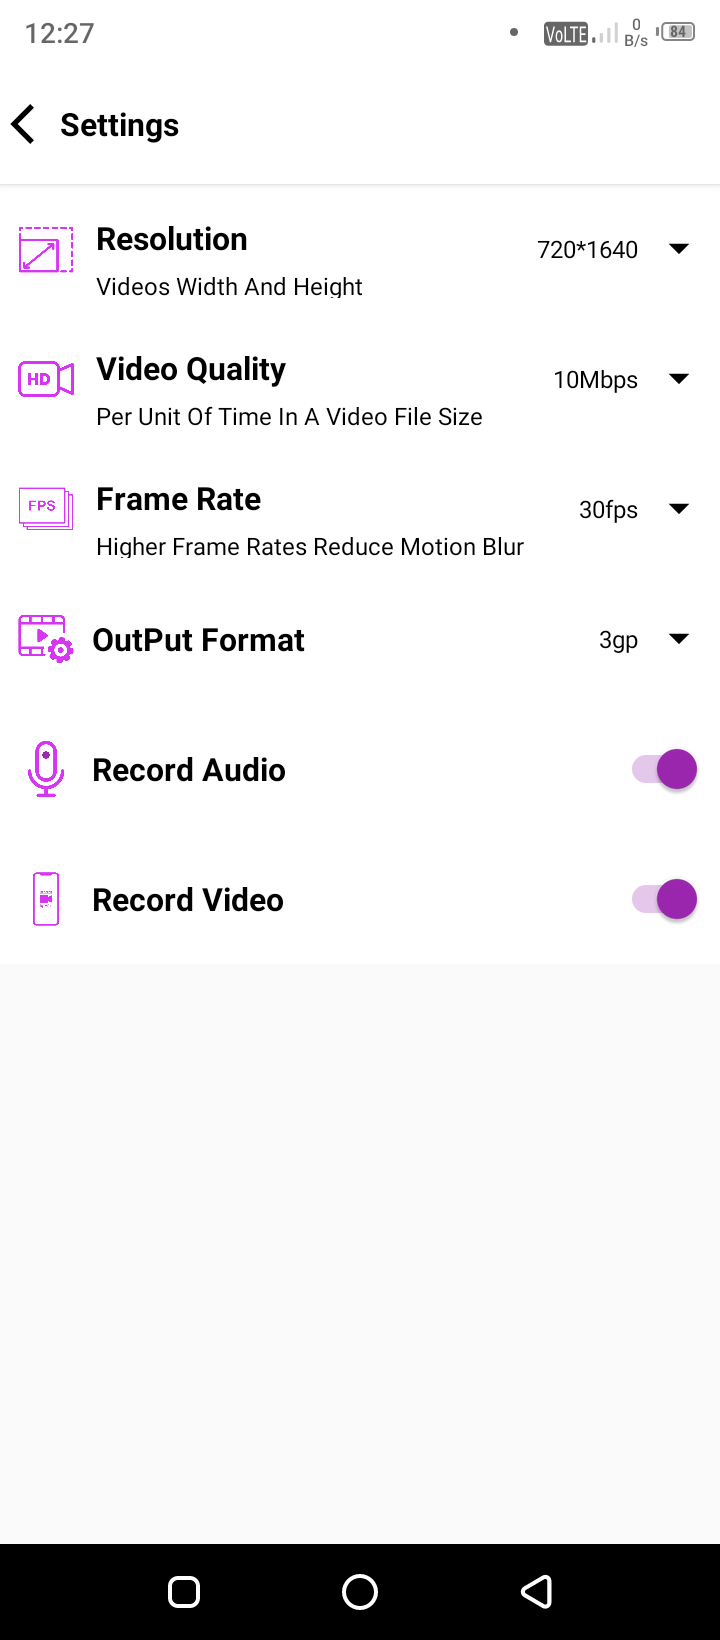 12:27
VoLTE 0 B/s 84
Settings
Resolution
720*1640
Videos Width And Height
HD
Video Quality
10Mbps
Per Unit Of Time In A Video File Size
FPS
Frame Rate
30fps
Higher Frame Rates Reduce Motion Blur
OutPut Format
3gp
Record Audio
Record Video